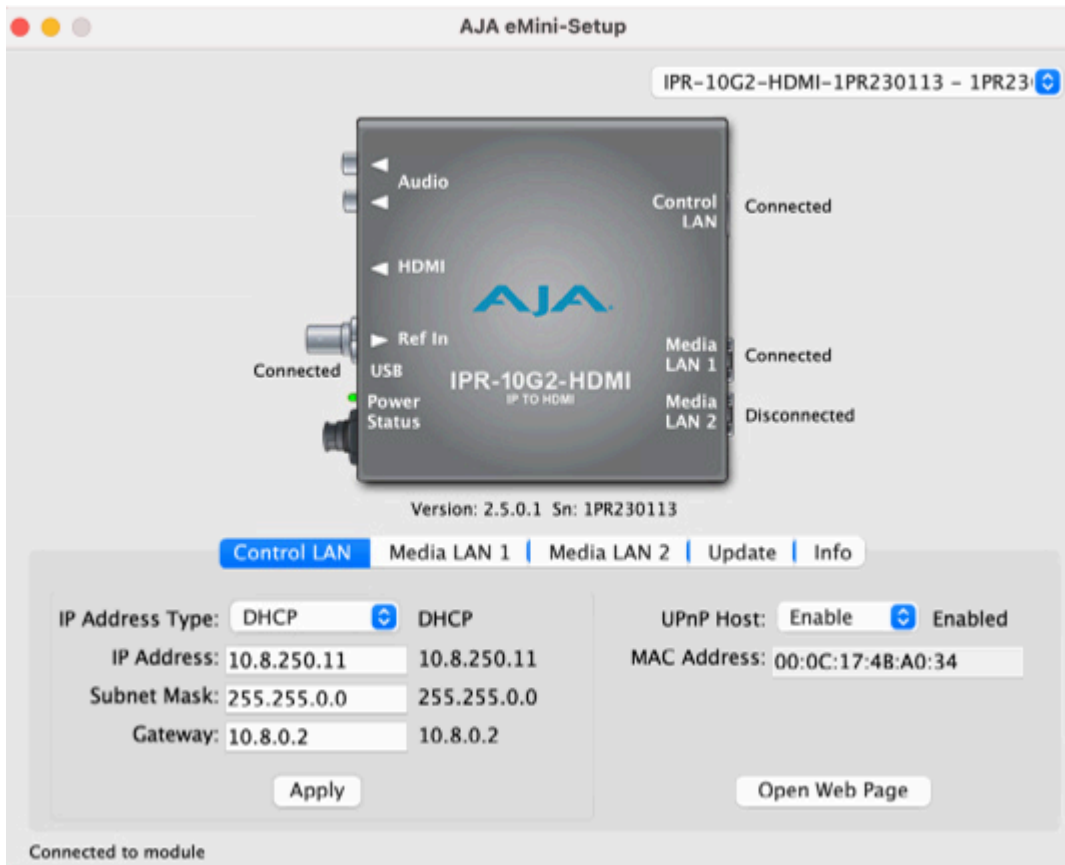 AJA eMini-Setup
IPR-10G2-HDMI-1PR230113 - 1PR23
Audio
Control LAN
Connected
HDMI
AJA
Ref In
Media LAN 1
Connected
Connected
USB
IPR-10G2-HDMI
IP TO HDMI
Power
Status
Media LAN 2
Disconnected
Version: 2.5.0.1 Sn: 1PR230113
Control LAN Media LAN 1 Media LAN 2 Update Info
IP Address Type: DHCP DHCP
UPnP Host: Enable Enabled
IP Address: 10.8.250.11 10.8.250.11
MAC Address: 00:0C:17:4B:A0:34
Subnet Mask: 255.255.0.0 255.255.0.0
Gateway: 10.8.0.2 10.8.0.2
Apply
Open Web Page
Connected to module